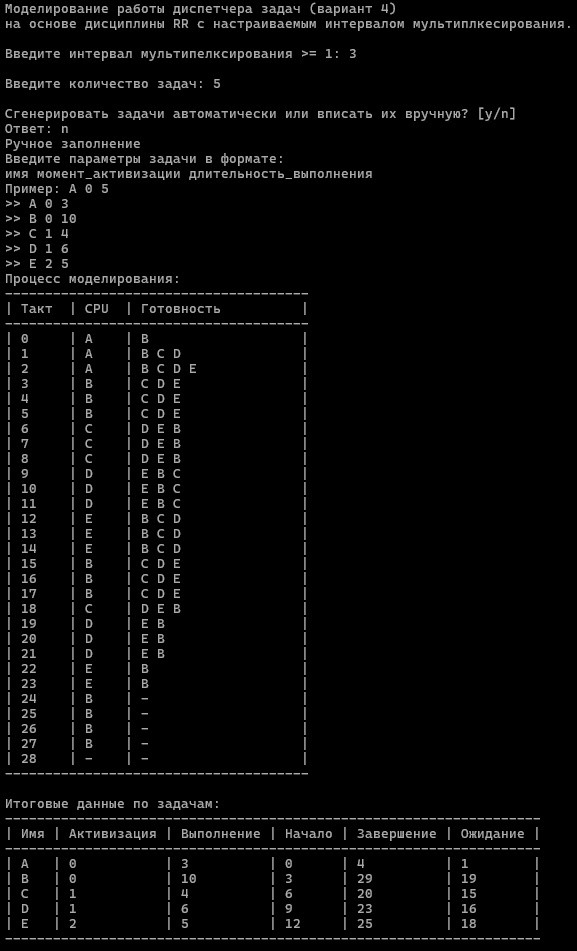 Моделирование работы диспетчера задач (вариант 4)
на основе дисциплины RR с настраиваемым интервалом мультиплкесирования.
Введите интервал мультипелксирования >= 1: 3
Введите количество задач: 5
Сгенерировать задачи автоматически или вписать их вручную? [y/n]
Ответ: n
Ручное заполнение
Введите параметры задачи в формате:
имя момент_активизации длительность_выполнения
Пример: A 0 5
>> A 0 3
>> B 0 10
>> C 1 4
>> D 1 6
>> E 2 5
Процесс моделирования:
--------------------------------------
| Такт  | CPU  | Готовность          |
--------------------------------------
| 0     | A    | B                   |
| 1     | A    | B C D               |
| 2     | A    | B C D E             |
| 3     | B    | C D E               |
| 4     | B    | C D E               |
| 5     | B    | C D E               |
| 6     | C    | D E B               |
| 7     | C    | D E B               |
| 8     | C    | D E B               |
| 9     | D    | E B C               |
| 10    | D    | E B C               |
| 11    | D    | E B C               |
| 12    | E    | B C D               |
| 13    | E    | B C D               |
| 14    | E    | B C D               |
| 15    | B    | C D E               |
| 16    | B    | C D E               |
| 17    | B    | C D E               |
| 18    | C    | D E B               |
| 19    | D    | E B                 |
| 20    | D    | E B                 |
| 21    | D    | E B                 |
| 22    | E    | B                   |
| 23    | E    | B                   |
| 24    | B    | -                   |
| 25    | B    | -                   |
| 26    | B    | -                   |
| 27    | B    | -                   |
| 28    | -    | -                   |
--------------------------------------
Итоговые данные по задачам:
-------------------------------------------------------------------
| Имя | Активизация | Выполнение | Начало | Завершение | Ожидание |
-------------------------------------------------------------------
| A   | 0           | 3          | 0      | 4          | 1        |
| B   | 0           | 10         | 3      | 29         | 19       |
| C   | 1           | 4          | 6      | 20         | 15       |
| D   | 1           | 6          | 9      | 23         | 16       |
| E   | 2           | 5          | 12     | 25         | 18       |
-------------------------------------------------------------------